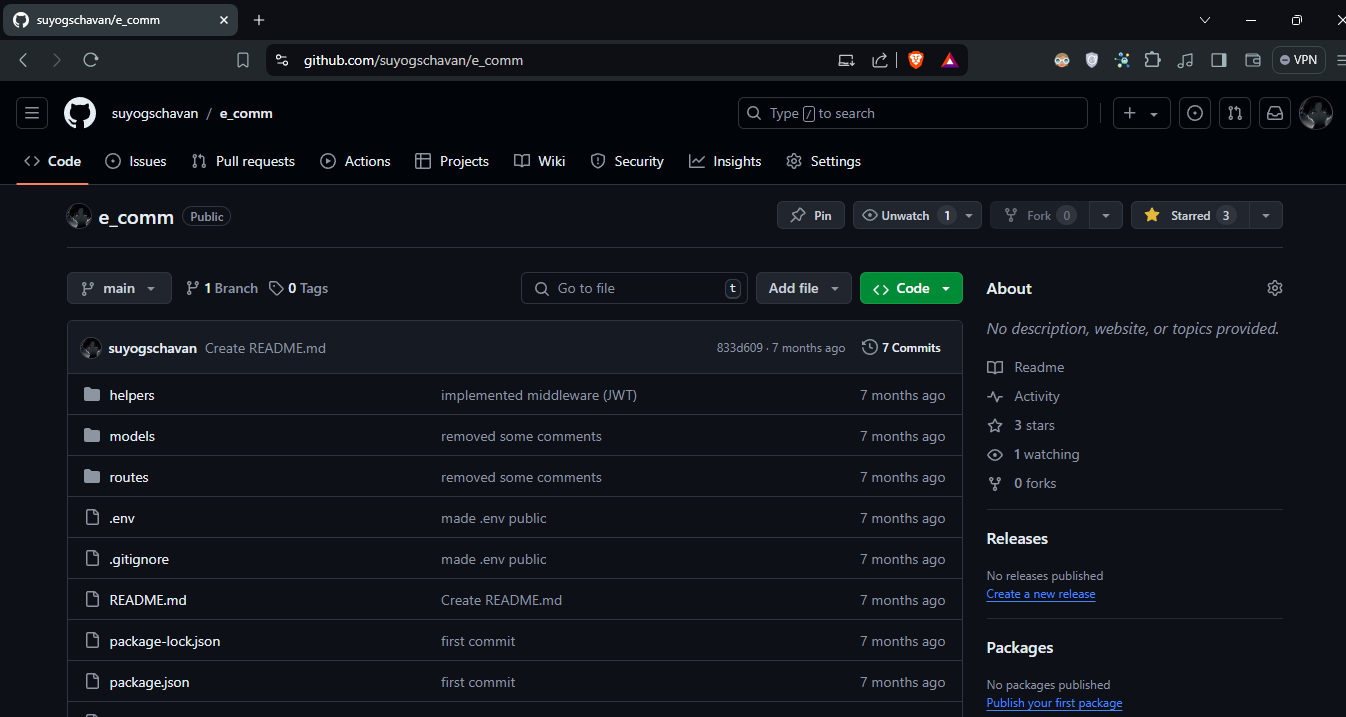 suyogschavan/e_comm
github.com/suyogschavan/e_comm
VPN
suyogschavan / e_comm
Type / to search
Code Issues Pull requests Actions Projects Wiki Security Insights Settings
e_comm Public
Pin Unwatch 1 Fork 0 Starred 3
main 1 Branch 0 Tags Go to file t Add file Code
suyogschavan Create README.md 833d609 · 7 months ago 7 Commits
helpers implemented middleware (JWT) 7 months ago
models removed some comments 7 months ago
routes removed some comments 7 months ago
.env made .env public 7 months ago
.gitignore made .env public 7 months ago
README.md Create README.md 7 months ago
package-lock.json first commit 7 months ago
package.json first commit 7 months ago
About
No description, website, or topics provided.
Readme
Activity
3 stars
1 watching
0 forks
Releases
No releases published
Create a new release
Packages
No packages published
Publish your first package